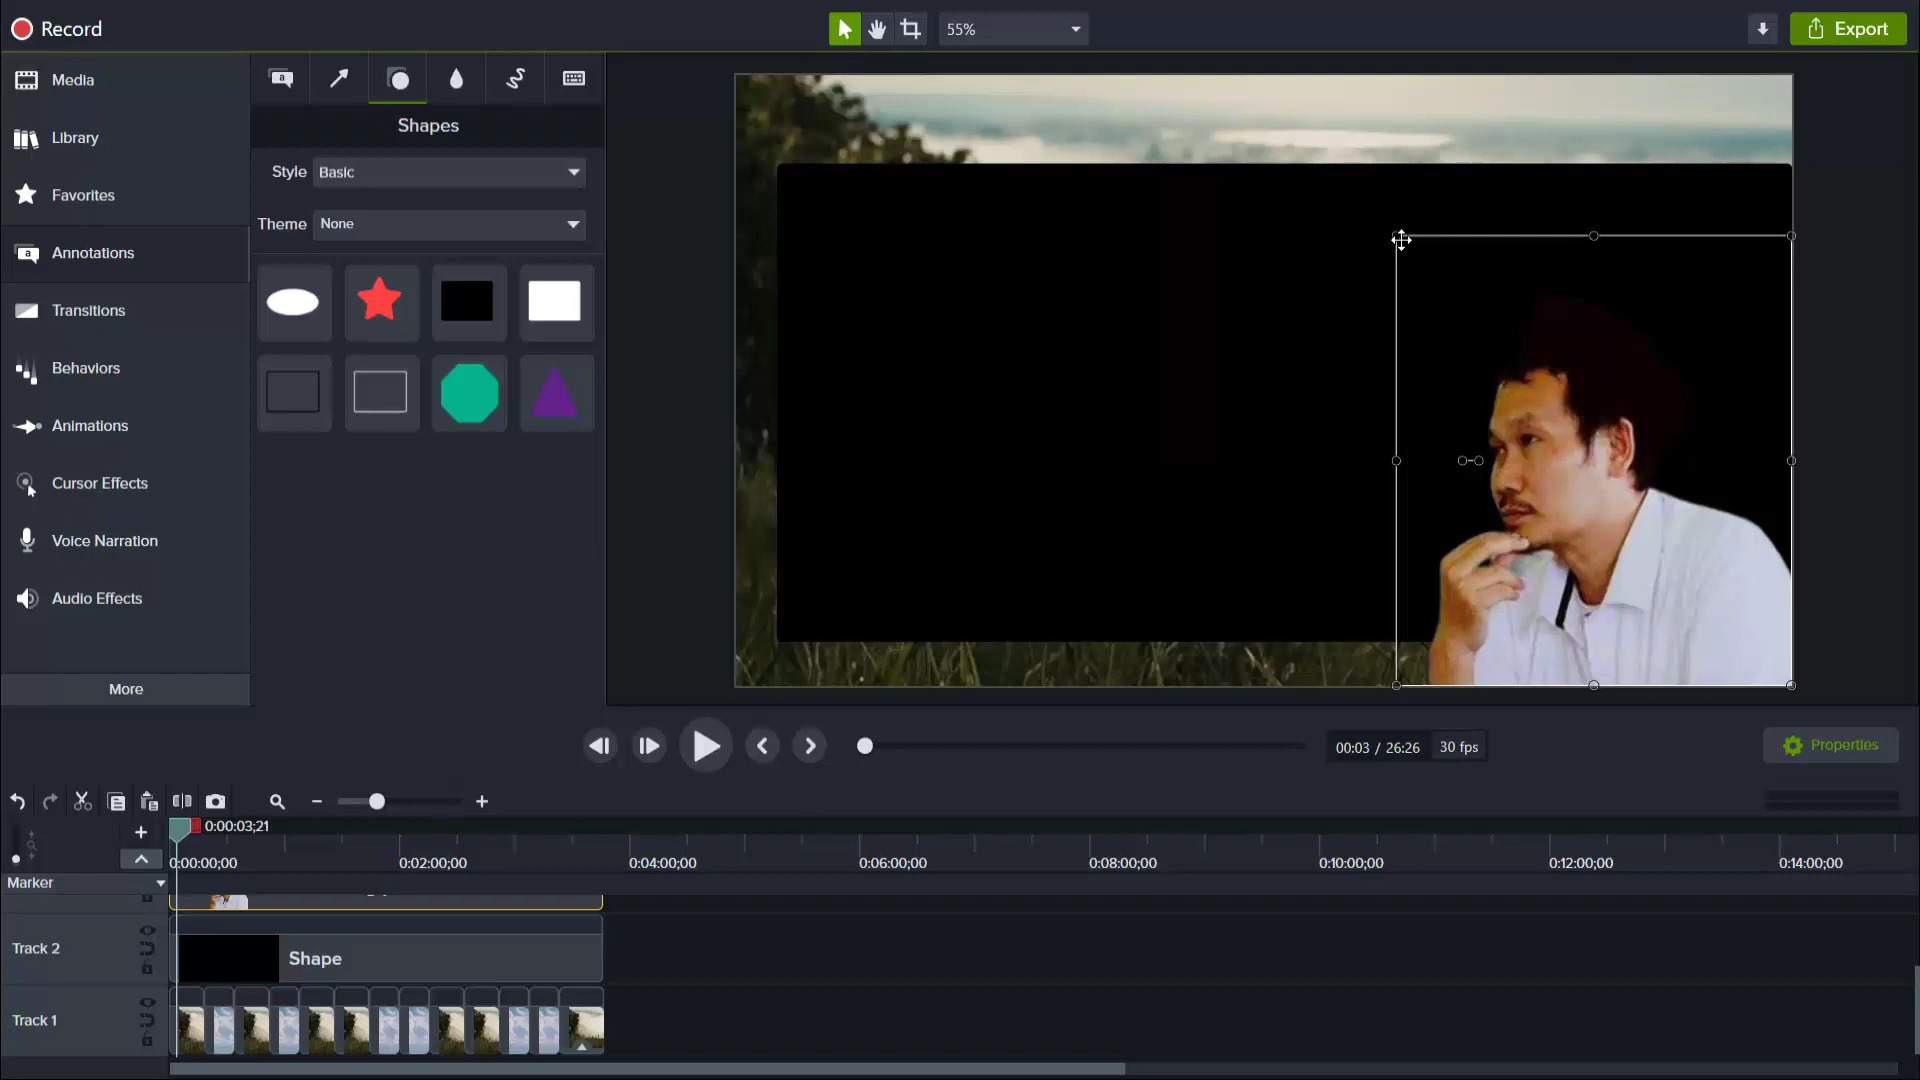 Record
55%
Export
Media
Library
Favorites
Annotations
Transitions
Behaviors
Animations
Cursor Effects
Voice Narration
Audio Effects
More
a
a
Shapes
Style Basic
Theme None
00:03 / 26:26 30 fps
Properties
0:00:03;21
0:00:00;00 0:02:00;00 0:04:00;00 0:06:00;00 0:08:00;00 0:10:00;00 0:12:00;00 0:14:00;00
Marker
Track 2
Shape
Track 1